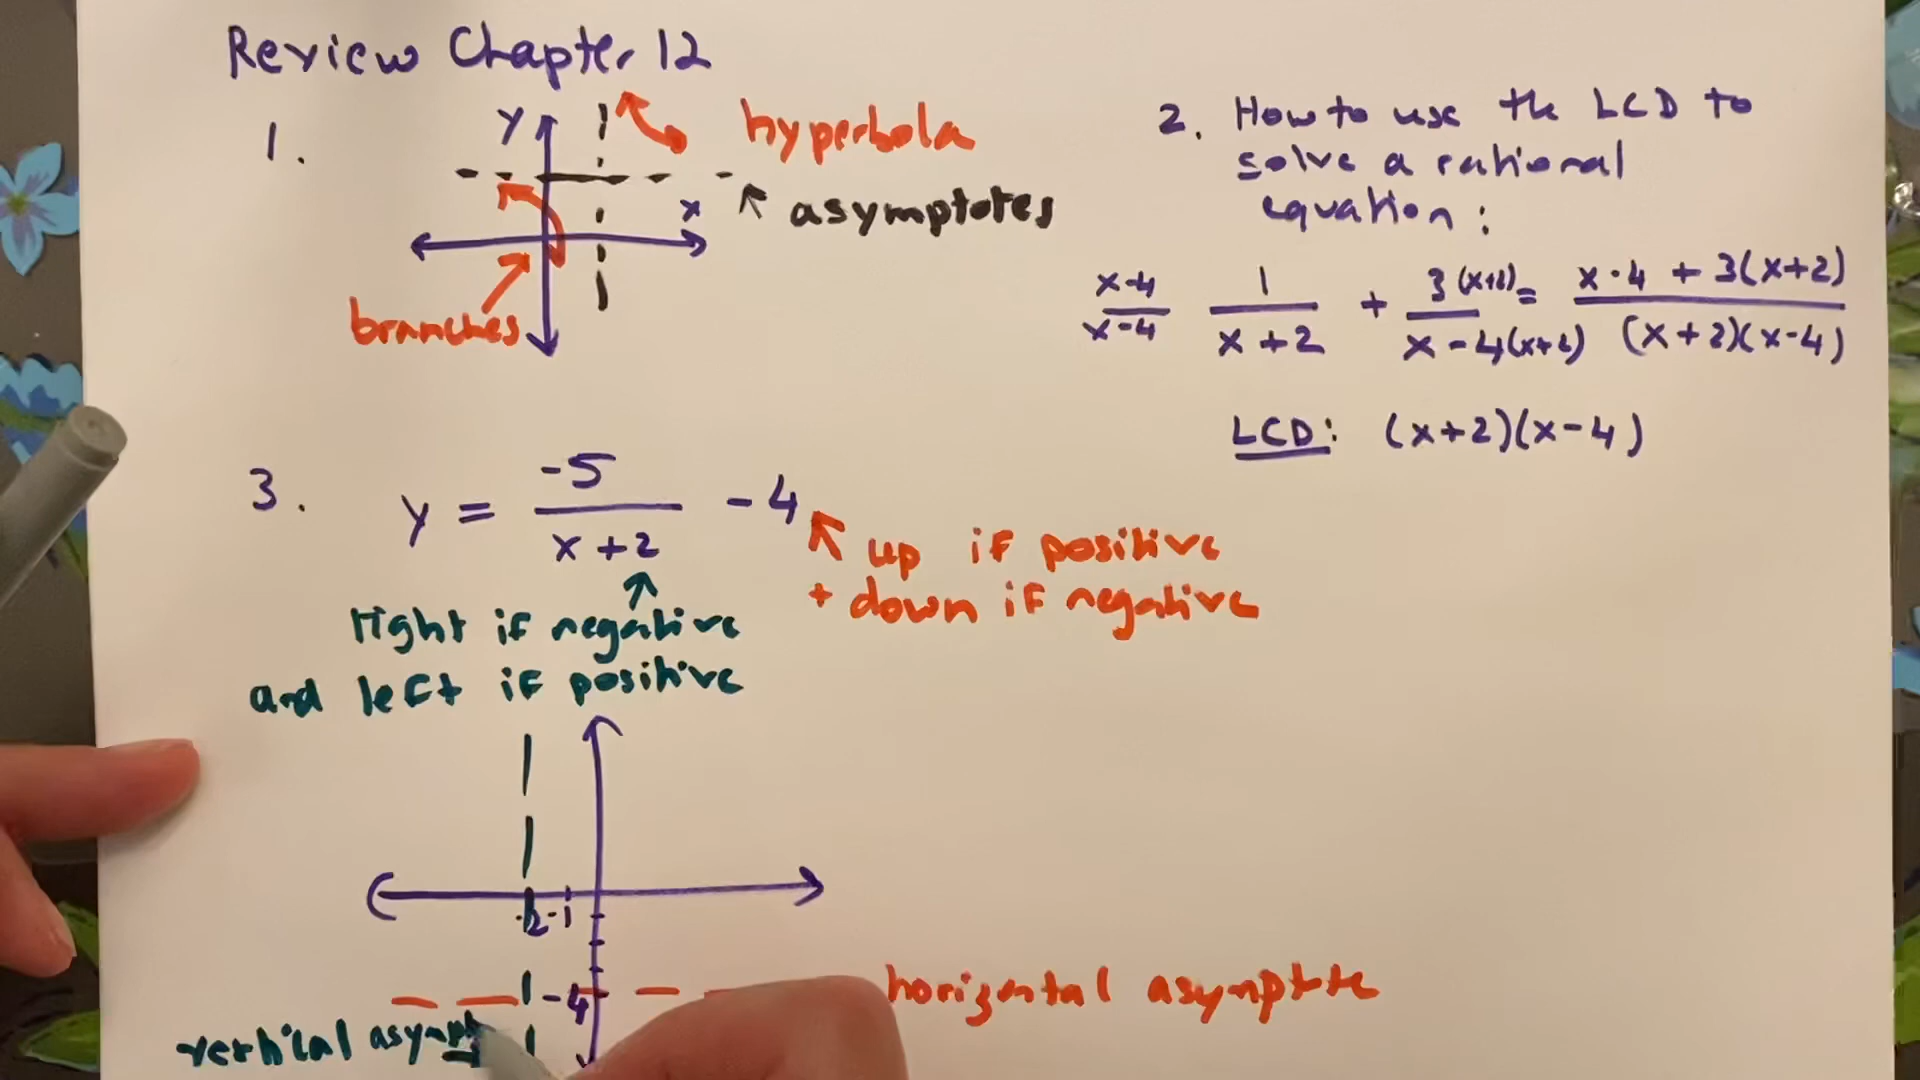 Review Chapter 12
1.
y
hyperbola
x
asymptotes
branches
2. How to use the LCD to
solve a rational
equation:
x-4/x-4 1/x+2 + 3(x+2)/x-4(x+2) = x-4 + 3(x+2)/(x+2)(x-4)
LCD: (x+2)(x-4)
3. y = -5/x+2 - 4
up if positive
+ down if negative
right if negative
and left if positive
-2 -1
-4
horizontal asymptote
vertical asympt